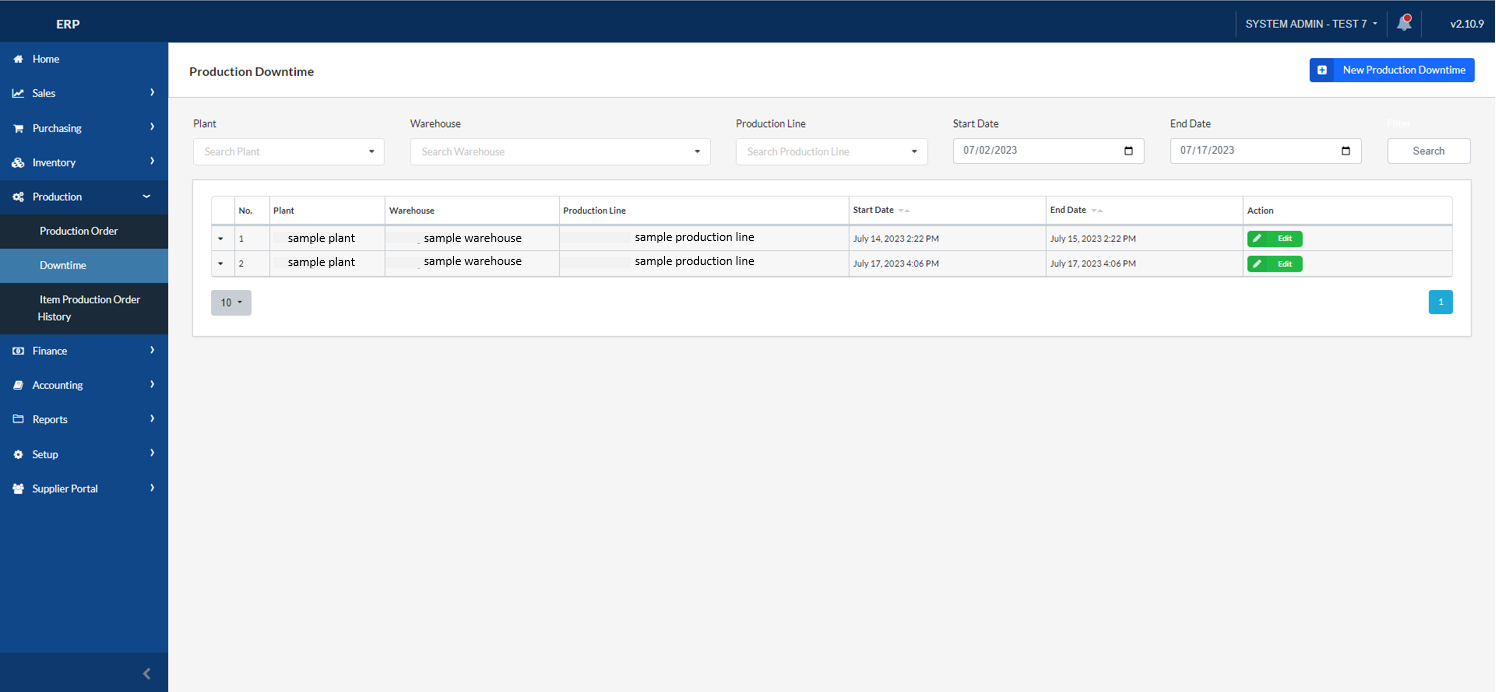 ERP
SYSTEM ADMIN - TEST 7
v2.10.9
Home
Sales
Purchasing
Inventory
Production
Production Order
Downtime
Item Production Order
History
Finance
Accounting
Reports
Setup
Supplier Portal
Production Downtime
New Production Downtime
Plant Warehouse Production Line Start Date End Date Filter
Search Plant Search Warehouse Search Production Line 07/02/2023 07/17/2023 Search
No. Plant Warehouse Production Line Start Date End Date Action
1 sample plant sample warehouse sample production line July 14, 2023 2:22 PM July 15, 2023 2:22 PM Edit
2 sample plant sample warehouse sample production line July 17, 2023 4:06 PM July 17, 2023 4:06 PM Edit
10
1